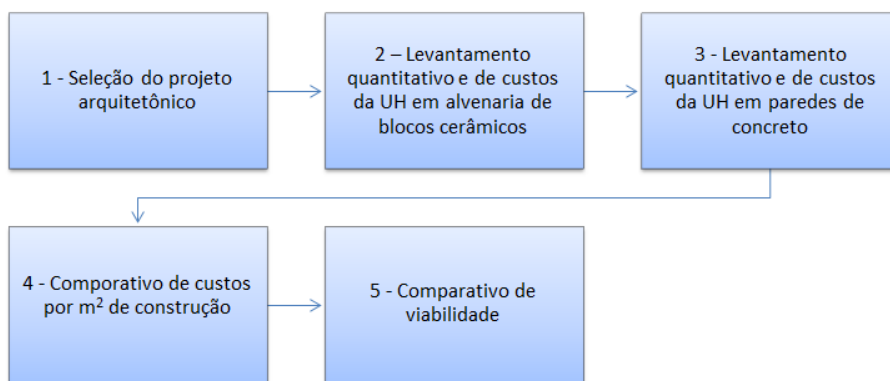 1 - Seleção do projeto
arquitetônico
2 – Levantamento
quantitativo e de custos
da UH em alvenaria de
blocos cerâmicos
3 - Levantamento
quantitativo e de custos
da UH em paredes de
concreto
4 - Comporativo de custos
por m² de construção
5 - Comparativo de
viabilidade